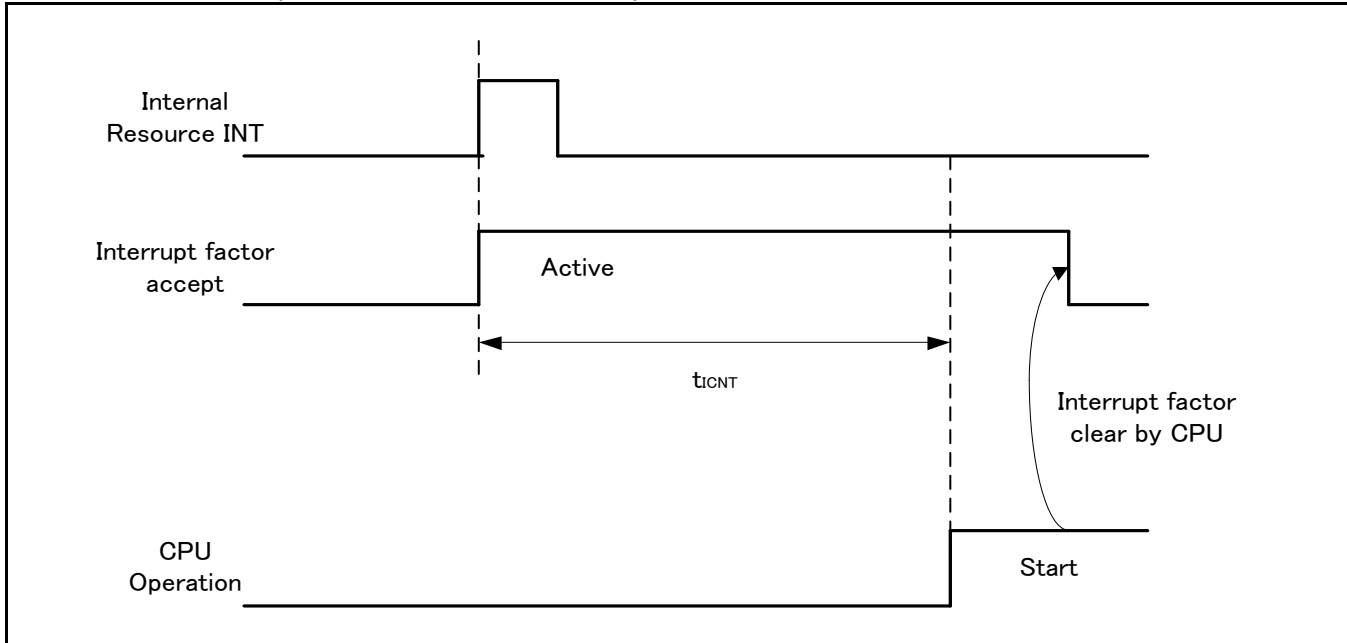 Internal
Resource INT
Interrupt factor
accept
Active
tICNT
Interrupt factor
clear by CPU
CPU
Operation
Start